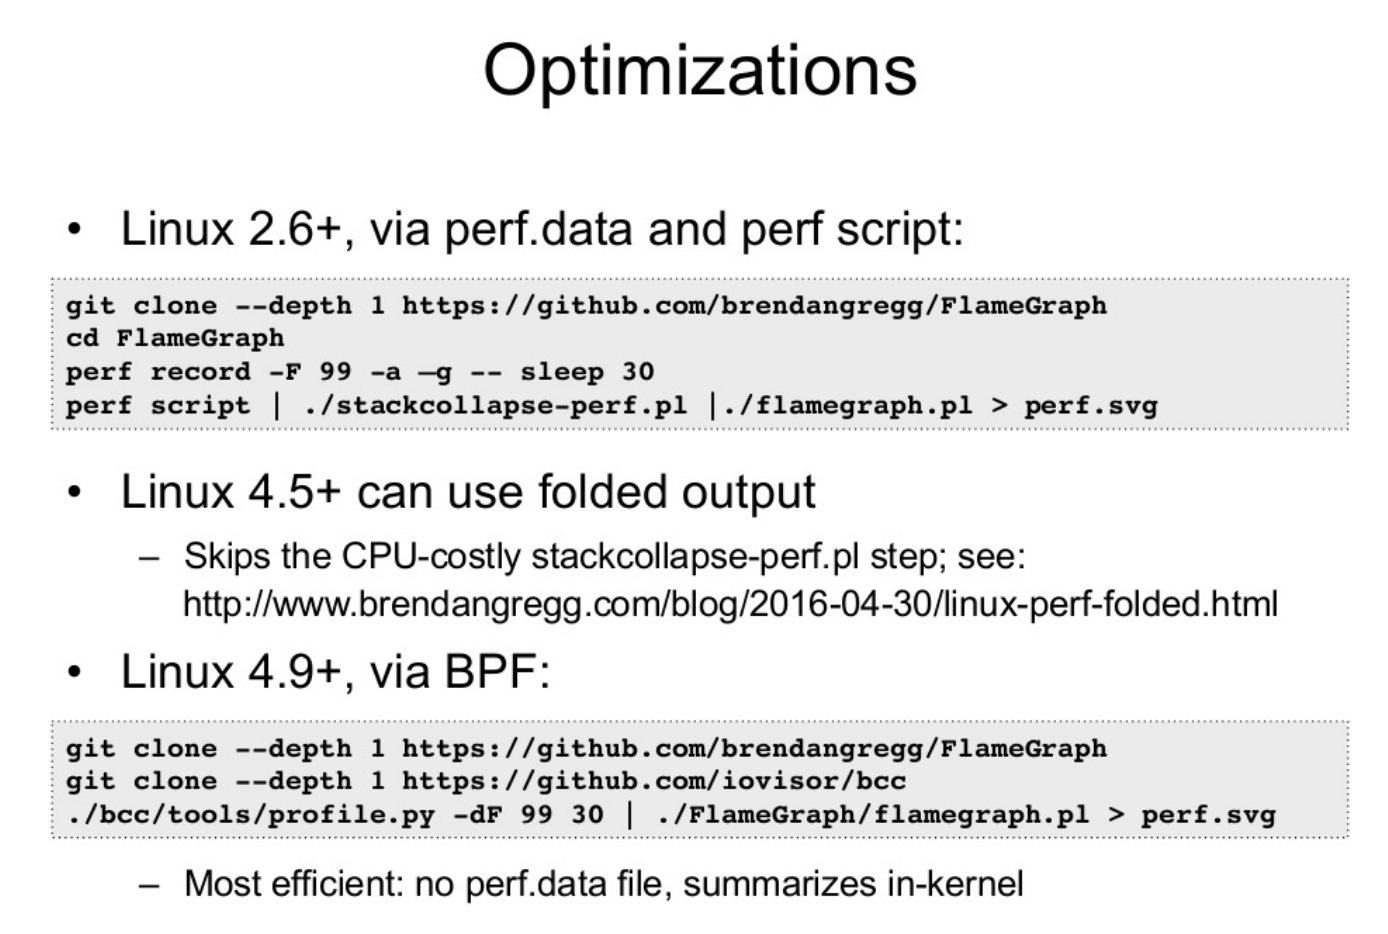 Optimizations
• Linux 2.6+, via perf.data and perf script:
git clone --depth 1 https://github.com/brendangregg/FlameGraph
cd FlameGraph
perf record -F 99 -a –g -- sleep 30
perf script | ./stackcollapse-perf.pl |./flamegraph.pl > perf.svg
• Linux 4.5+ can use folded output
– Skips the CPU-costly stackcollapse-perf.pl step; see:
http://www.brendangregg.com/blog/2016-04-30/linux-perf-folded.html
• Linux 4.9+, via BPF:
git clone --depth 1 https://github.com/brendangregg/FlameGraph
git clone --depth 1 https://github.com/iovisor/bcc
./bcc/tools/profile.py -dF 99 30 | ./FlameGraph/flamegraph.pl > perf.svg
– Most efficient: no perf.data file, summarizes in-kernel